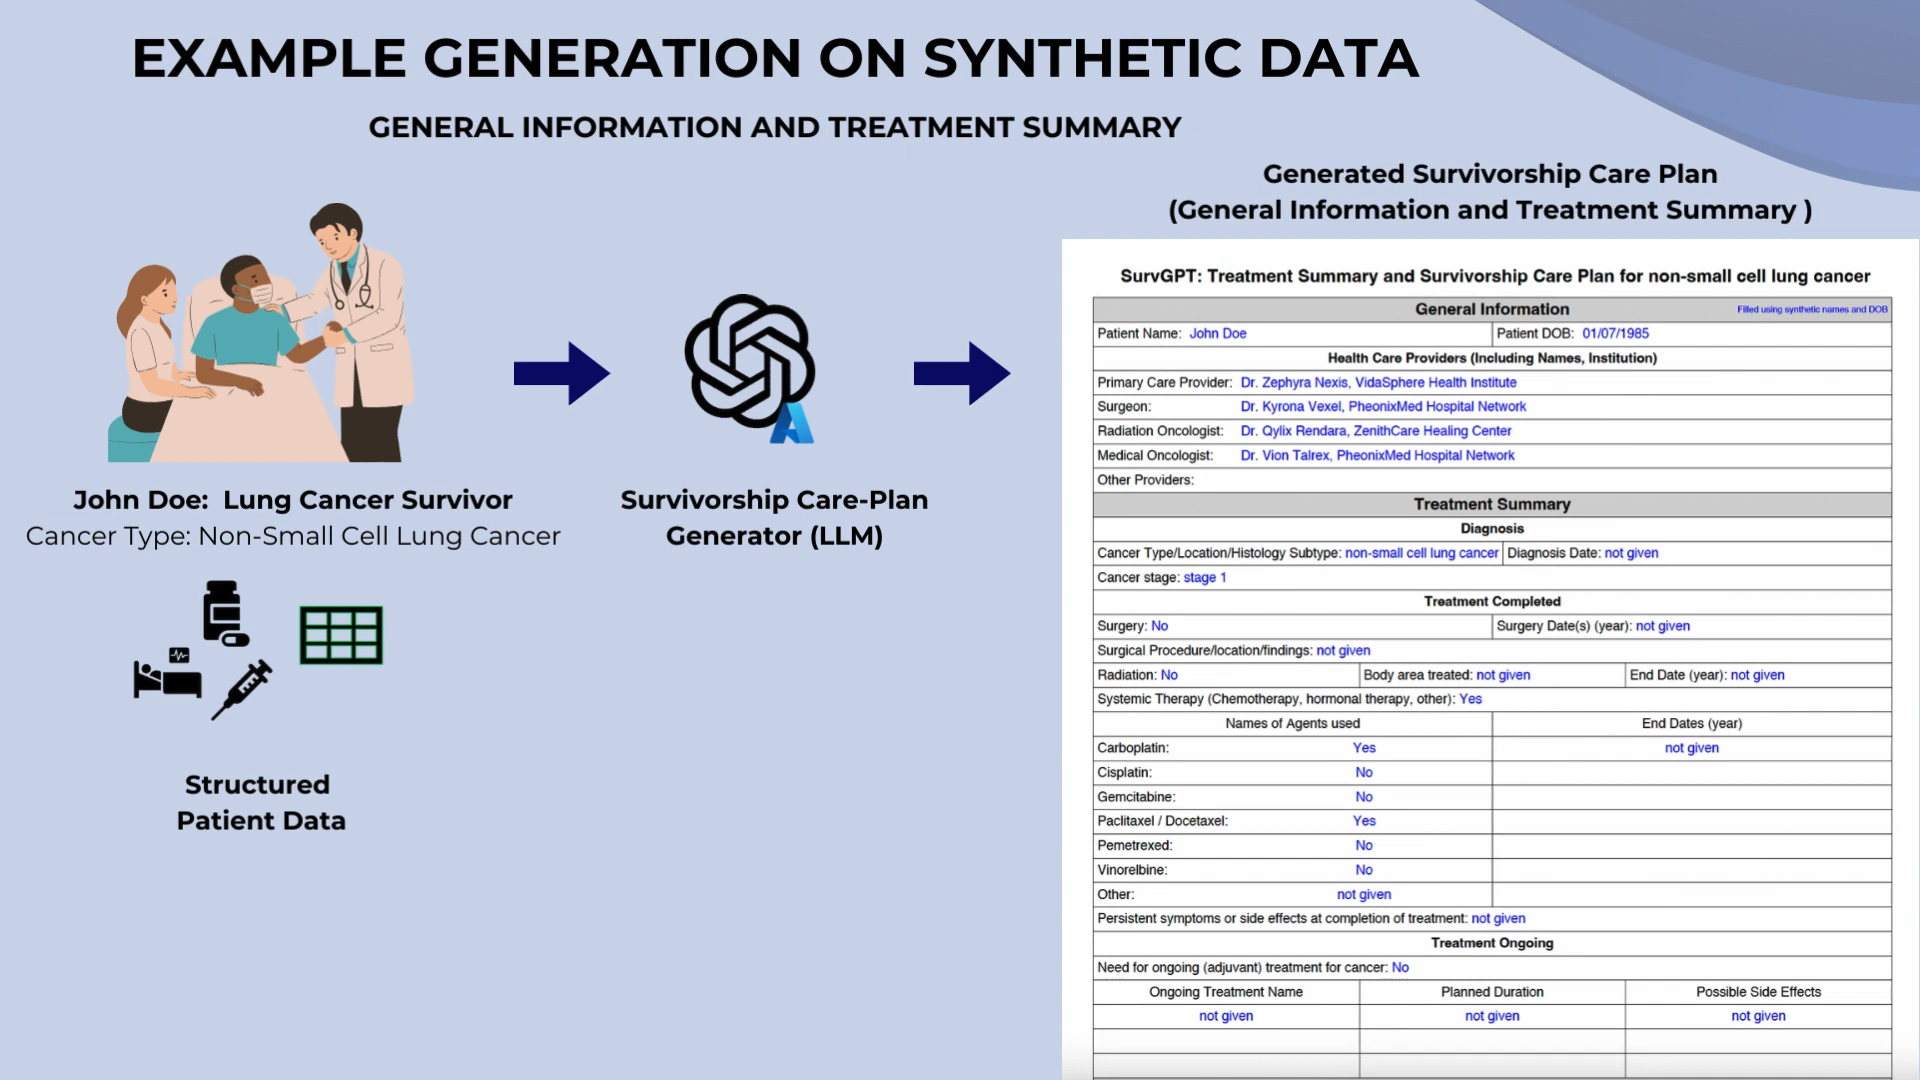 EXAMPLE GENERATION ON SYNTHETIC DATA
GENERAL INFORMATION AND TREATMENT SUMMARY
John Doe: Lung Cancer Survivor
Cancer Type: Non-Small Cell Lung Cancer
Structured
Patient Data
Survivorship Care-Plan
Generator (LLM)
Generated Survivorship Care Plan
(General Information and Treatment Summary )
SurvGPT: Treatment Summary and Survivorship Care Plan for non-small cell lung cancer
General Information Filled using synthetic names and DOB
Patient Name: John Doe Patient DOB: 01/07/1985
Health Care Providers (Including Names, Institution)
Primary Care Provider: Dr. Zephyra Nexis, VidaSphere Health Institute
Surgeon: Dr. Kyrona Vexel, PheonixMed Hospital Network
Radiation Oncologist: Dr. Qylix Rendara, ZenithCare Healing Center
Medical Oncologist: Dr. Vion Talrex, PheonixMed Hospital Network
Other Providers:
Treatment Summary
Diagnosis
Cancer Type/Location/Histology Subtype: non-small cell lung cancer Diagnosis Date: not given
Cancer stage: stage 1
Treatment Completed
Surgery: No Surgery Date(s) (year): not given
Surgical Procedure/location/findings: not given
Radiation: No Body area treated: not given End Date (year): not given
Systemic Therapy (Chemotherapy, hormonal therapy, other): Yes
Names of Agents used End Dates (year)
Carboplatin: Yes not given
Cisplatin: No
Gemcitabine: No
Paclitaxel / Docetaxel: Yes
Pemetrexed: No
Vinorelbine: No
Other: not given
Persistent symptoms or side effects at completion of treatment: not given
Treatment Ongoing
Need for ongoing (adjuvant) treatment for cancer: No
Ongoing Treatment Name Planned Duration Possible Side Effects
not given not given not given